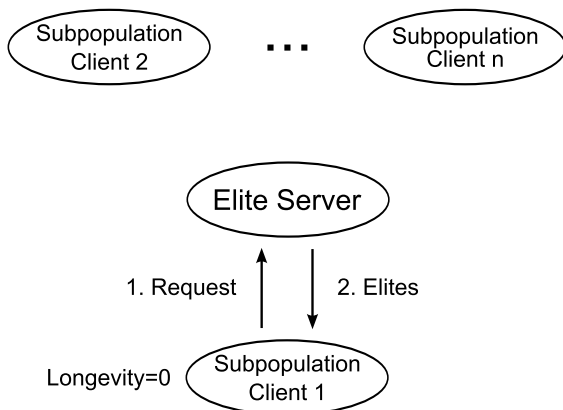 Subpopulation
Client 2
...
Subpopulation
Client n
Elite Server
1. Request
2. Elites
Longevity=0
Subpopulation
Client 1